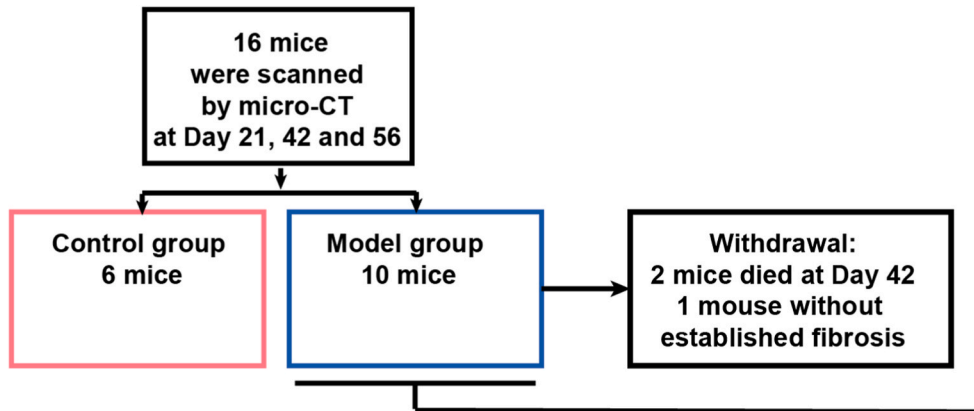 16 mice
were scanned
by micro-CT
at Day 21, 42 and 56
Control group
6 mice
Model group
10 mice
Withdrawal:
2 mice died at Day 42
1 mouse without
established fibrosis